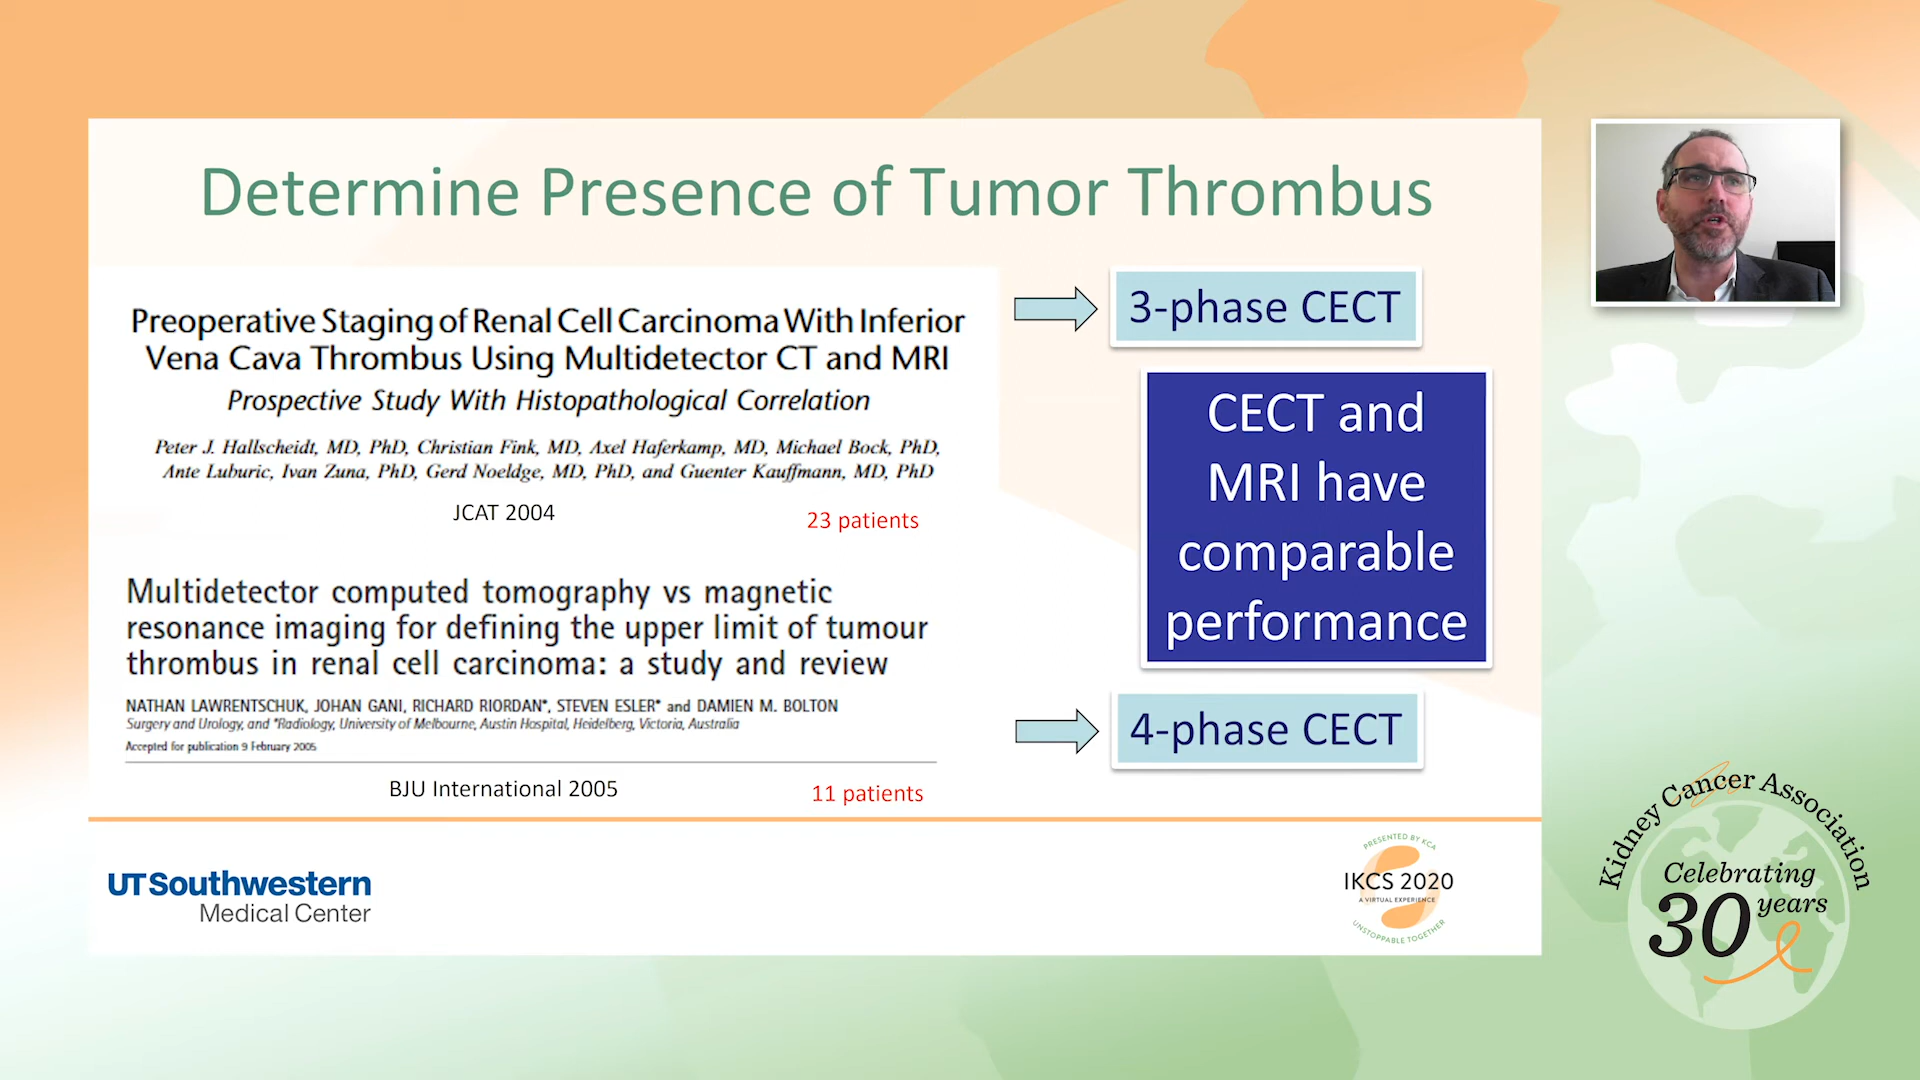 Determine Presence of Tumor Thrombus
Preoperative Staging of Renal Cell Carcinoma With Inferior
Vena Cava Thrombus Using Multidetector CT and MRI
Prospective Study With Histopathological Correlation
Peter J. Hallscheidt, MD, PhD, Christian Fink, MD, Axel Haferkamp, MD, Michael Bock, PhD,
Ante Luburic, Ivan Zuna, PhD, Gerd Noeldge, MD, PhD, and Guenter Kauffmann, MD, PhD
JCAT 2004
23 patients
3-phase CECT
CECT and
MRI have
comparable
performance
Multidetector computed tomography vs magnetic
resonance imaging for defining the upper limit of tumour
thrombus in renal cell carcinoma: a study and review
NATHAN LAWRENTSCHUK, JOHAN GANI, RICHARD RIORDAN*, STEVEN ESLER* and DAMIEN M. BOLTON
Surgery and Urology, and *Radiology, University of Melbourne, Austin Hospital, Heidelberg, Victoria, Australia
Accepted for publication 9 February 2005
BJU International 2005
11 patients
4-phase CECT
UT Southwestern
Medical Center
PRESENTED BY KCA
IKCS 2020
A VIRTUAL EXPERIENCE
UNSTOPPABLE TOGETHER
Kidney Cancer Association
Celebrating
30 years